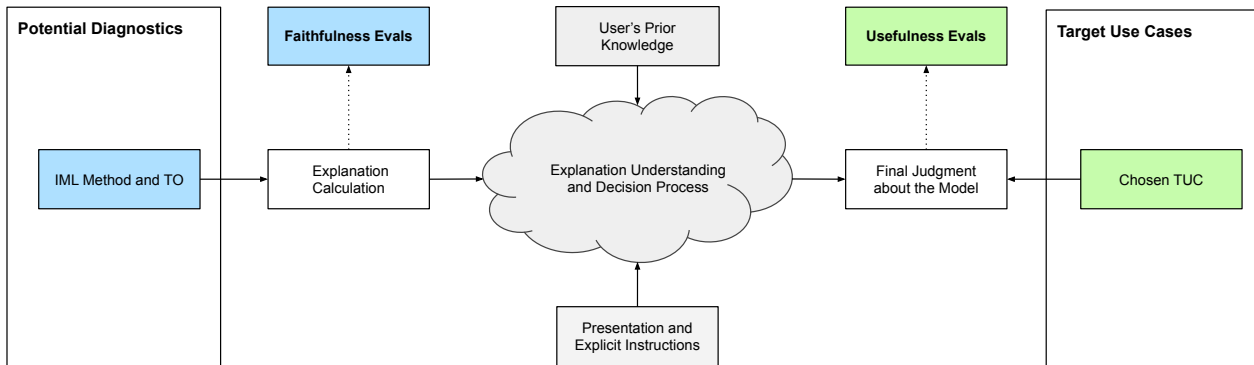 Potential Diagnostics
Faithfulness Evals
User's Prior
Knowledge
Usefulness Evals
Target Use Cases
IML Method and TO
Explanation
Calculation
Explanation Understanding
and Decision Process
Final Judgment
about the Model
Chosen TUC
Presentation and
Explicit Instructions